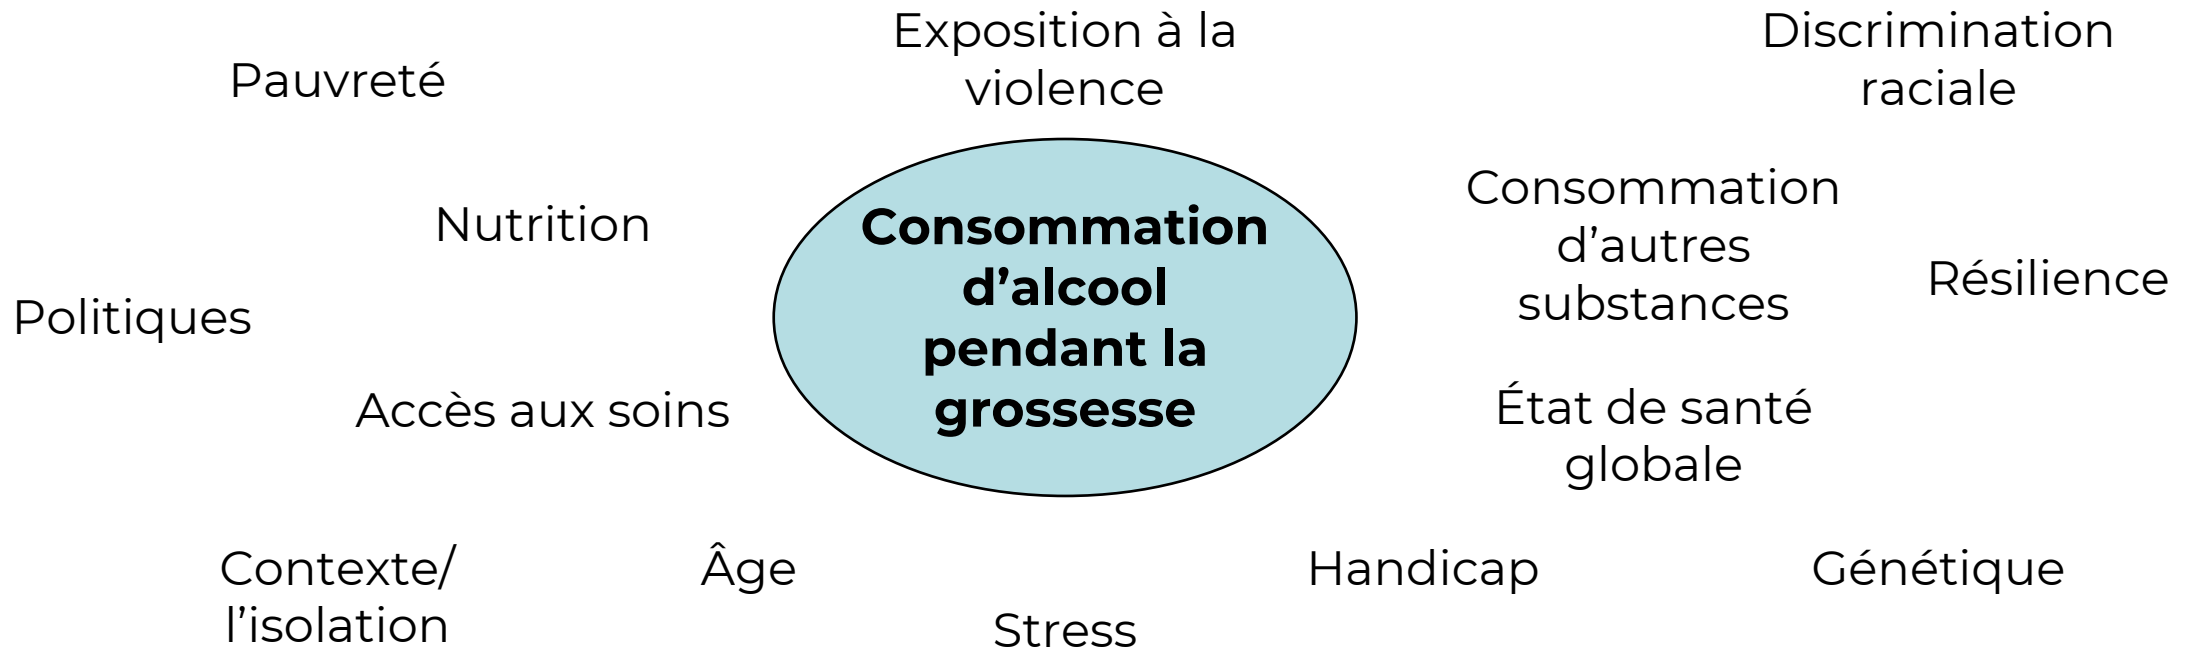 Exposition à la
violence
Discrimination
raciale
Pauvreté
Consommation
d’autres
substances
Nutrition
Consommation
d’alcool
pendant la
grossesse
Résilience
Politiques
Accès aux soins
État de santé
globale
Contexte/
l’isolation
Âge
Handicap
Génétique
Stress